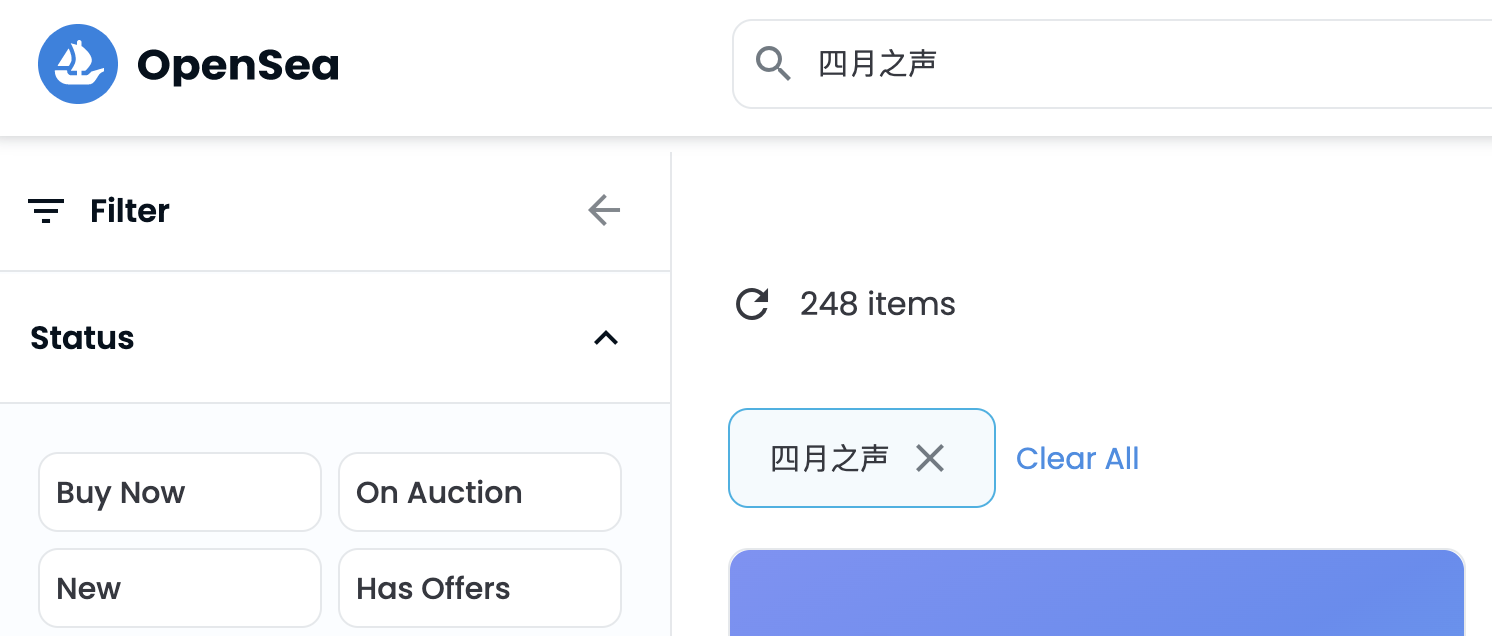 OpenSea
四月之声
Filter
Status
Buy Now
On Auction
New
Has Offers
248 items
四月之声
Clear All